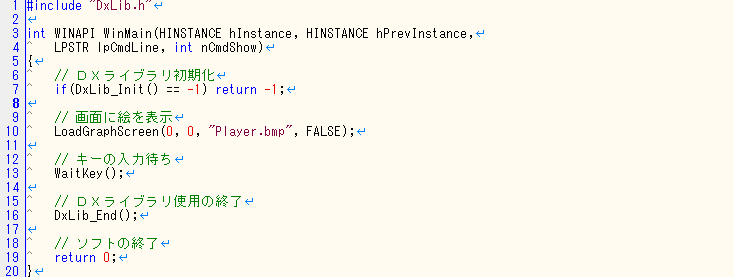 1 #include "DxLib.h"
2
3 int WINAPI WinMain(HINSTANCE hInstance, HINSTANCE hPrevInstance,
4 LPSTR lpCmdLine, int nCmdShow)
5 {
6 // ＤＸライブラリ初期化
7 if(DxLib_Init() == -1) return -1;
8
9 // 画面に絵を表示
10 LoadGraphScreen(0, 0, "Player.bmp", FALSE);
11
12 // キーの入力待ち
13 WaitKey();
14
15 // ＤＸライブラリ使用の終了
16 DxLib_End();
17
18 // ソフトの終了
19 return 0;
20 }